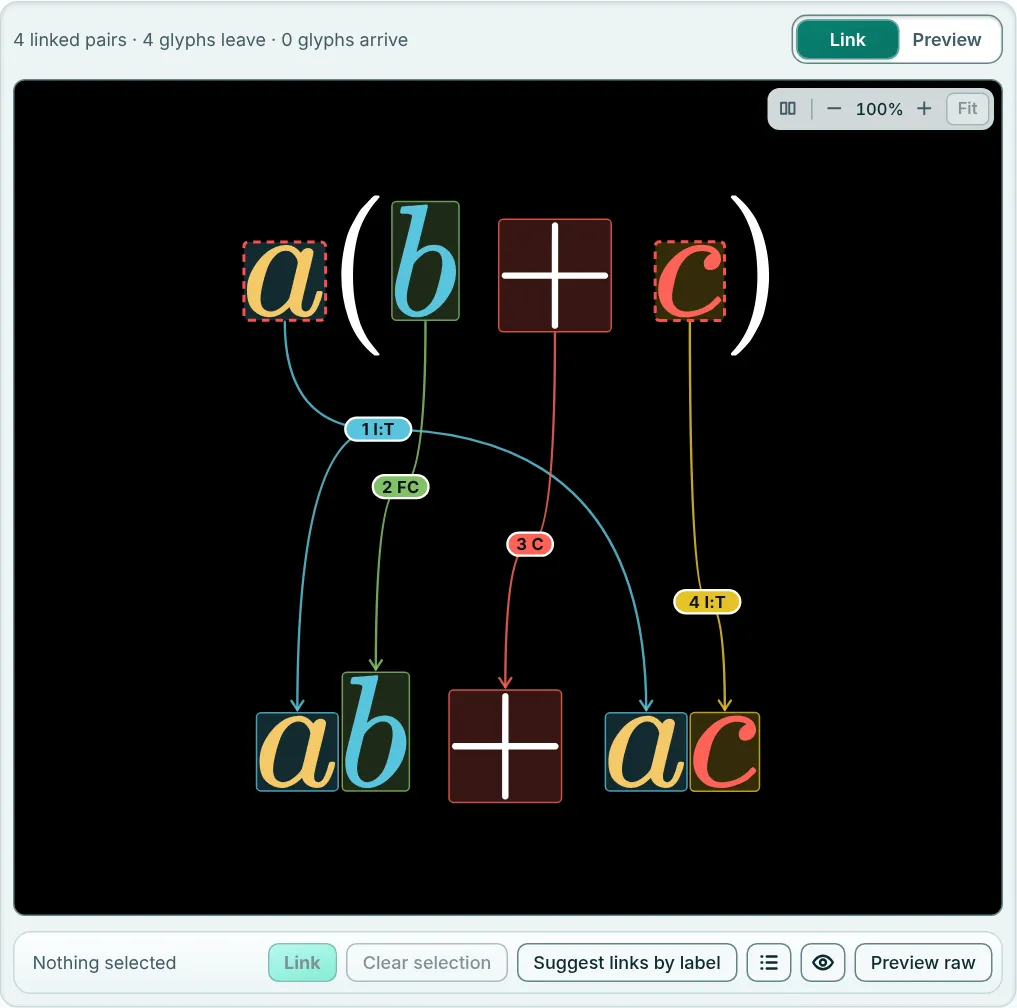 4 linked pairs · 4 glyphs leave · 0 glyphs arrive Link Preview
100% Fit
a(b + c)
1 I:T
2 FC
3 C
4 I:T
ab + ac
Nothing selected Link Clear selection Suggest links by label Preview raw